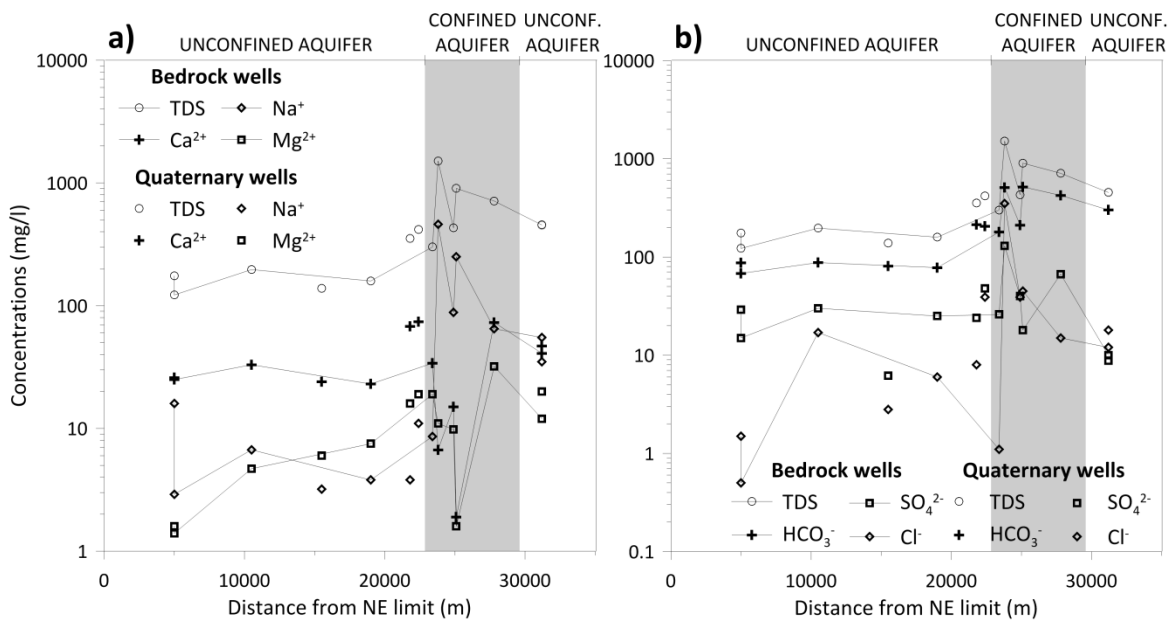 CONFINED UNCONF.
a) UNCONFINED AQUIFER AQUIFER AQUIFER
10000
Bedrock wells
TDS Na⁺
Ca²⁺ Mg²⁺
1000
Quaternary wells
TDS Na⁺
Ca²⁺ Mg²⁺
100
10
1
0 10000 20000 30000
Concentrations (mg/l)
Distance from NE limit (m)
CONFINED UNCONF.
b) UNCONFINED AQUIFER AQUIFER AQUIFER
10000
1000
100
10
1
0.1
Bedrock wells Quaternary wells
TDS SO₄²⁻ TDS SO₄²⁻
HCO₃⁻ Cl⁻ HCO₃⁻ Cl⁻
0 10000 20000 30000
Distance from NE limit (m)